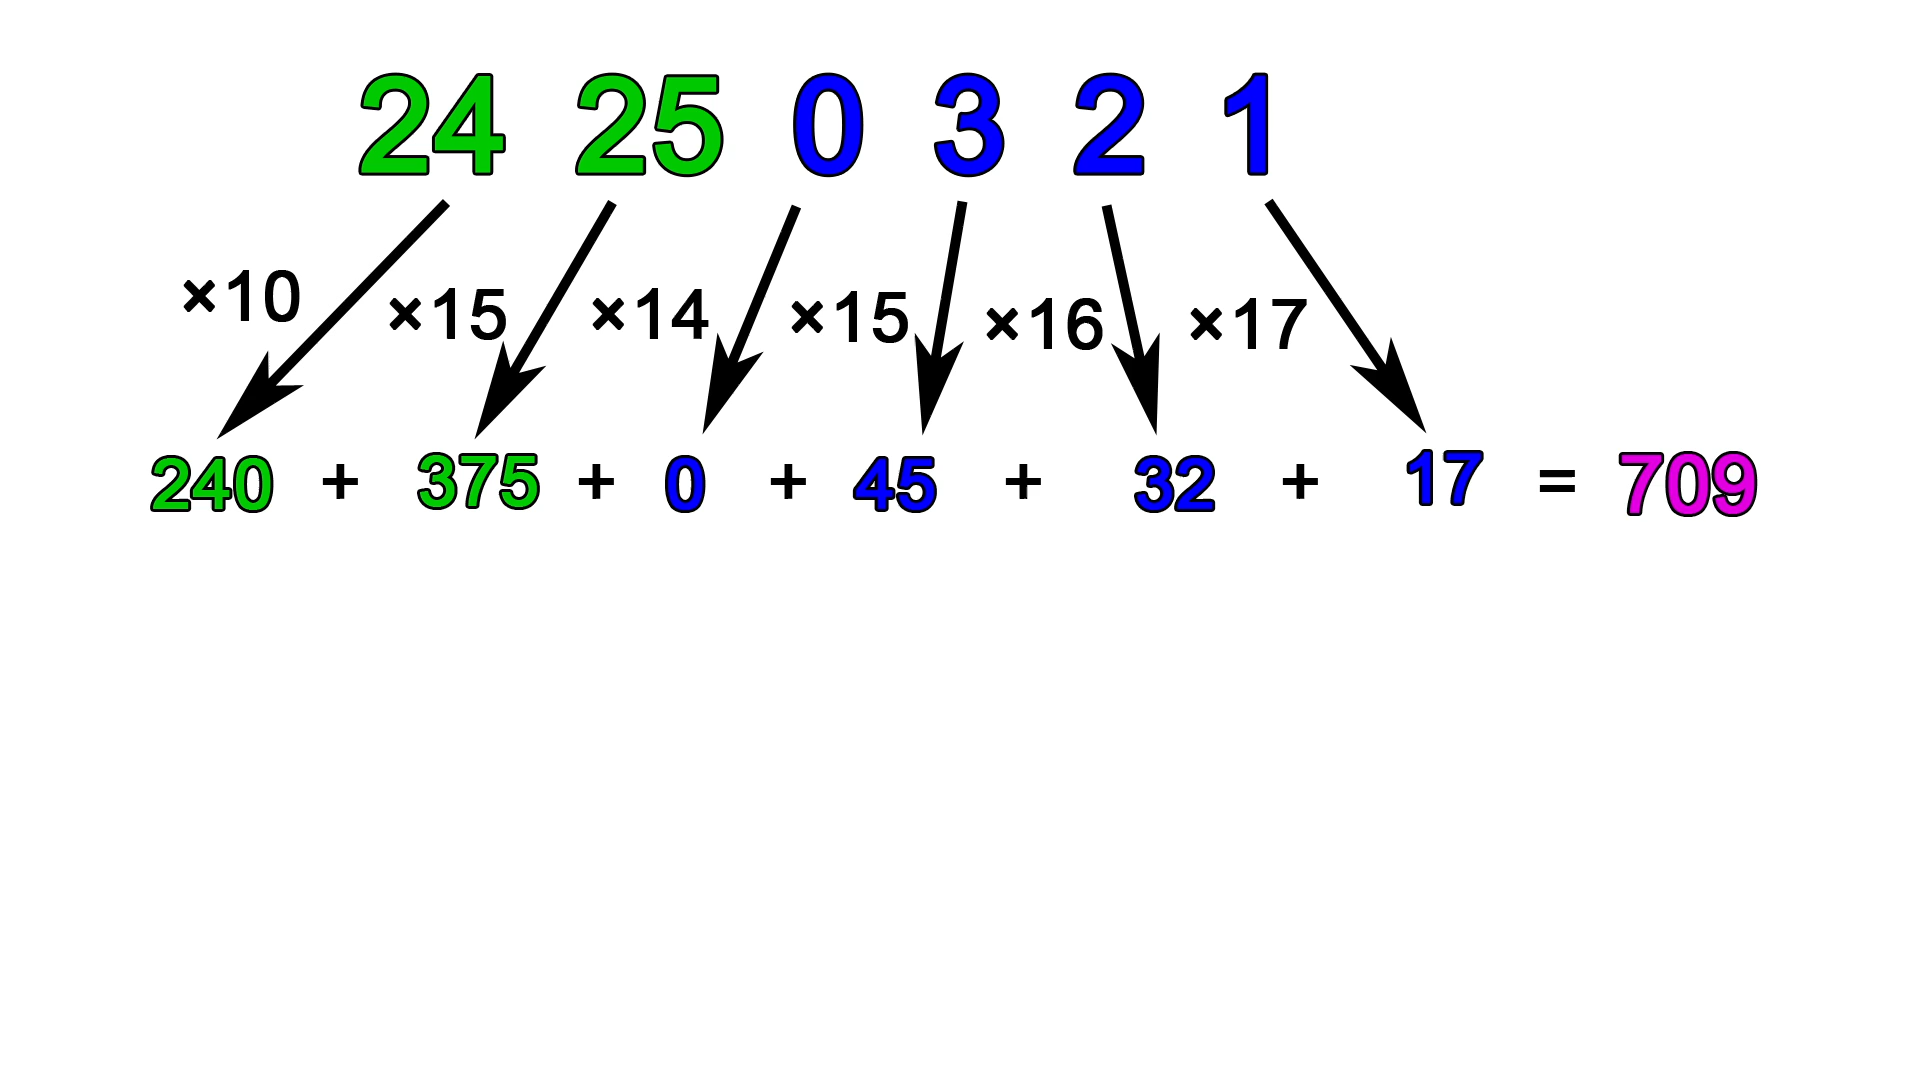 24 25 0 3 2 1
×10 ×15 ×14 ×15 ×16 ×17
240 + 375 + 0 + 45 + 32 + 17 = 709